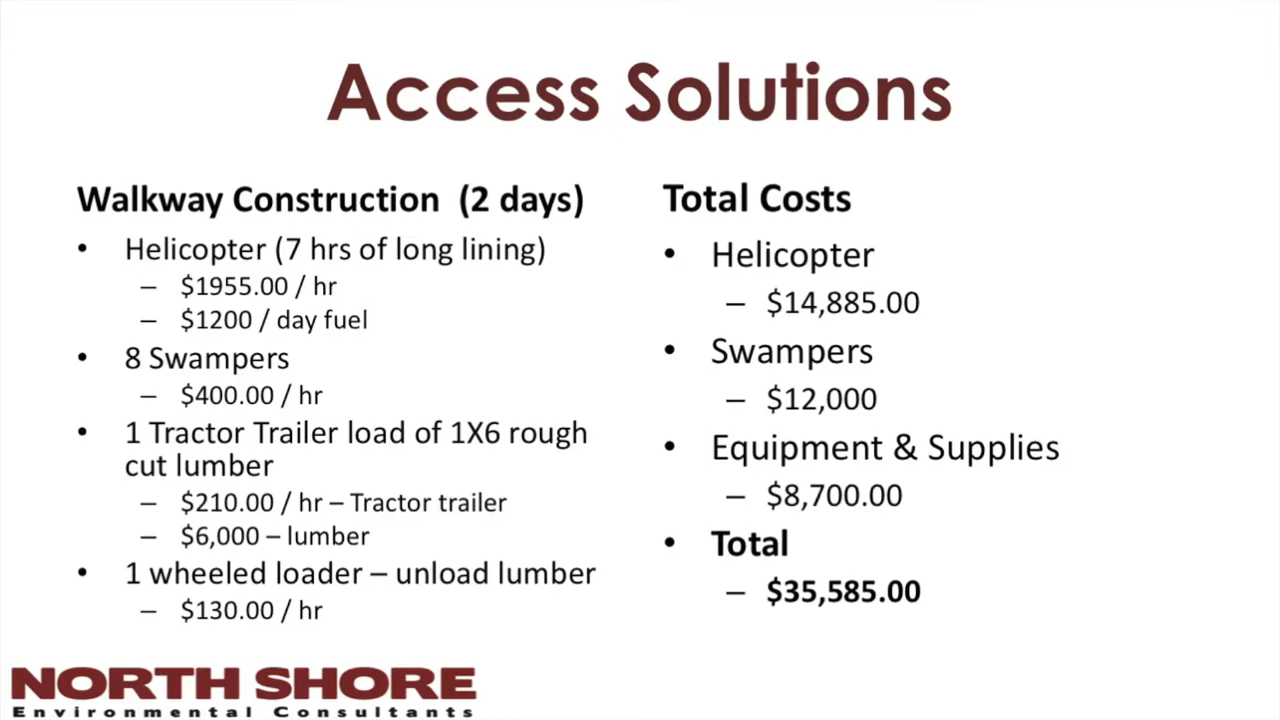 Access Solutions
Walkway Construction (2 days)
• Helicopter (7 hrs of long lining)
– $1955.00 / hr
– $1200 / day fuel
• 8 Swampers
– $400.00 / hr
• 1 Tractor Trailer load of 1X6 rough
cut lumber
– $210.00 / hr – Tractor trailer
– $6,000 – lumber
• 1 wheeled loader – unload lumber
– $130.00 / hr
Total Costs
• Helicopter
– $14,885.00
• Swampers
– $12,000
• Equipment & Supplies
– $8,700.00
• Total
– $35,585.00
NORTH SHORE
Environmental Consultants